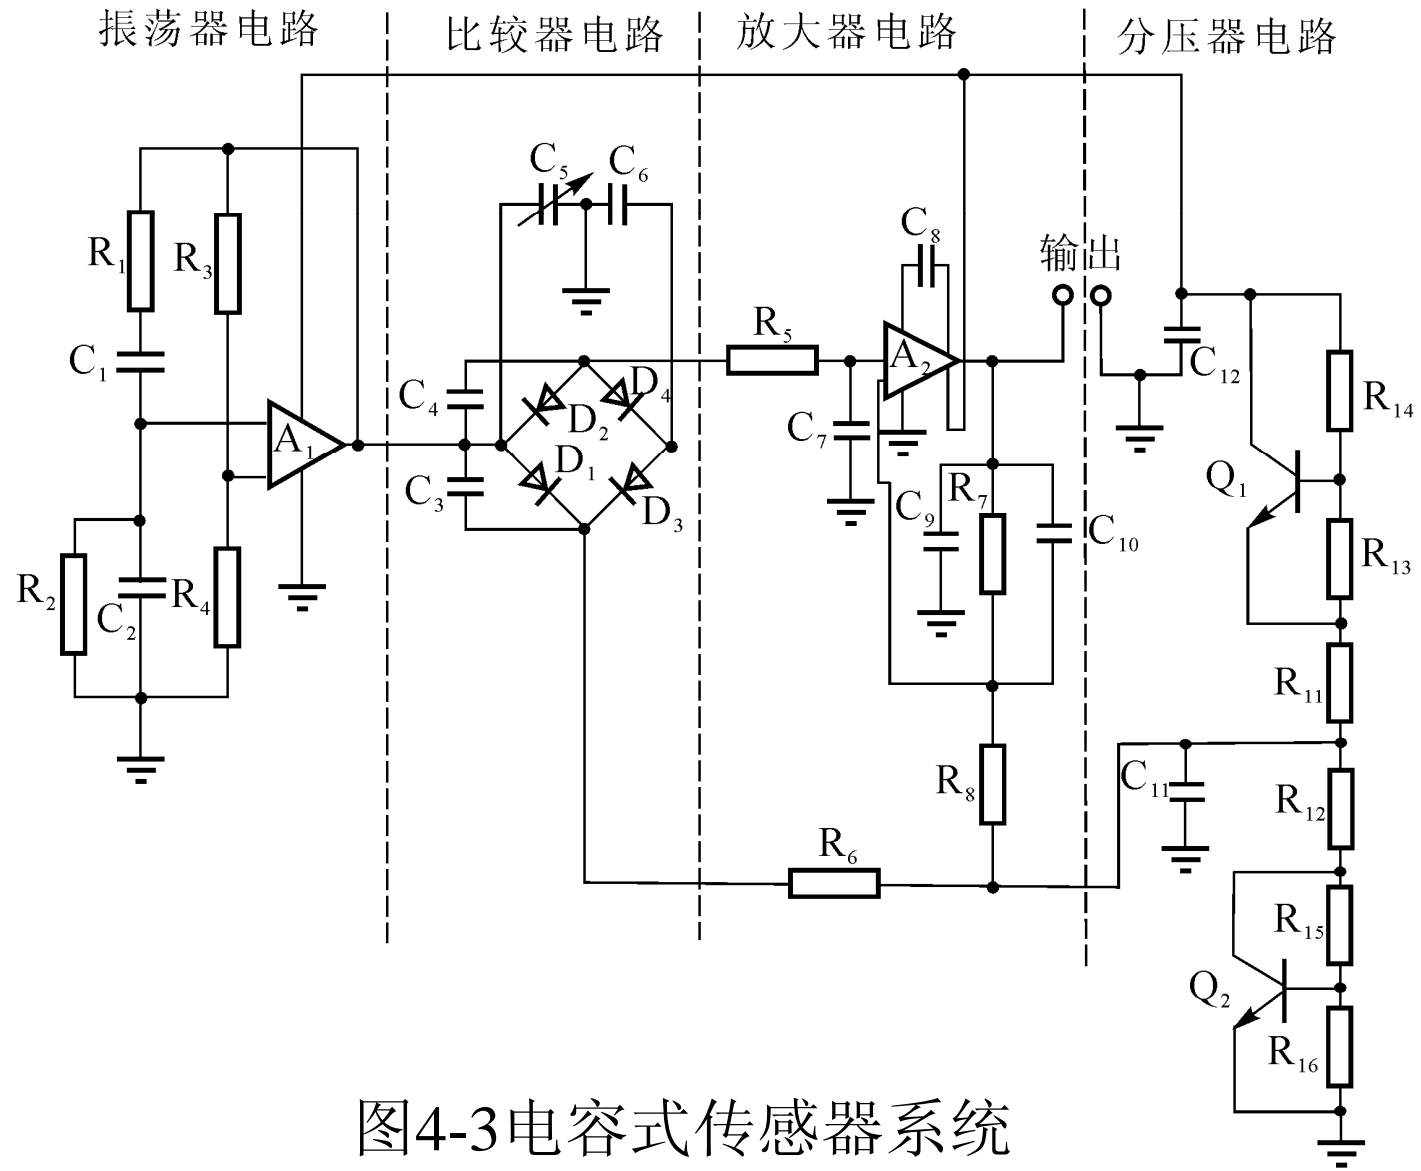 振荡器电路 比较器电路 放大器电路 分压器电路
C5 C6
C8 输出
R1 R3
R5
C1 A2 C12
C4 D2 D4 R14
C7
A1 D1
C3 D3 Q1
C9 R7 C10
R2 C2 R4 R13
R11
R8 C11
R12
R6
R15
Q2
R16
图4-3电容式传感器系统